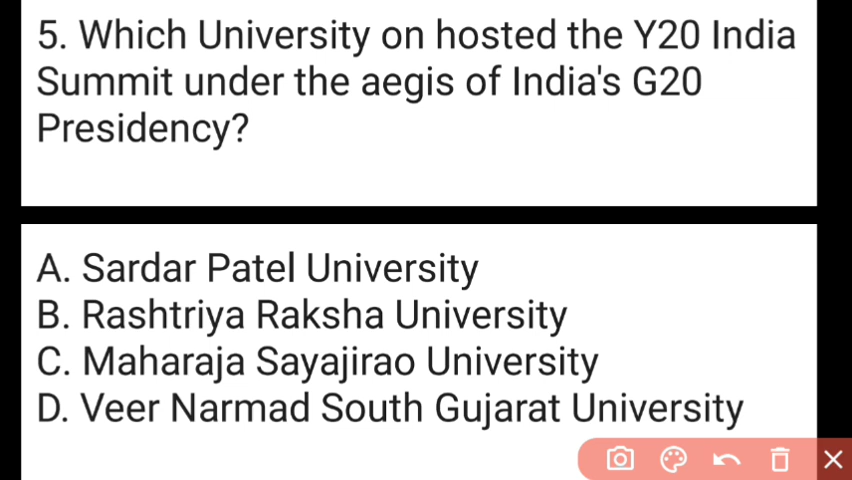 5. Which University on hosted the Y20 India
Summit under the aegis of India's G20
Presidency?
A. Sardar Patel University
B. Rashtriya Raksha University
C. Maharaja Sayajirao University
D. Veer Narmad South Gujarat University